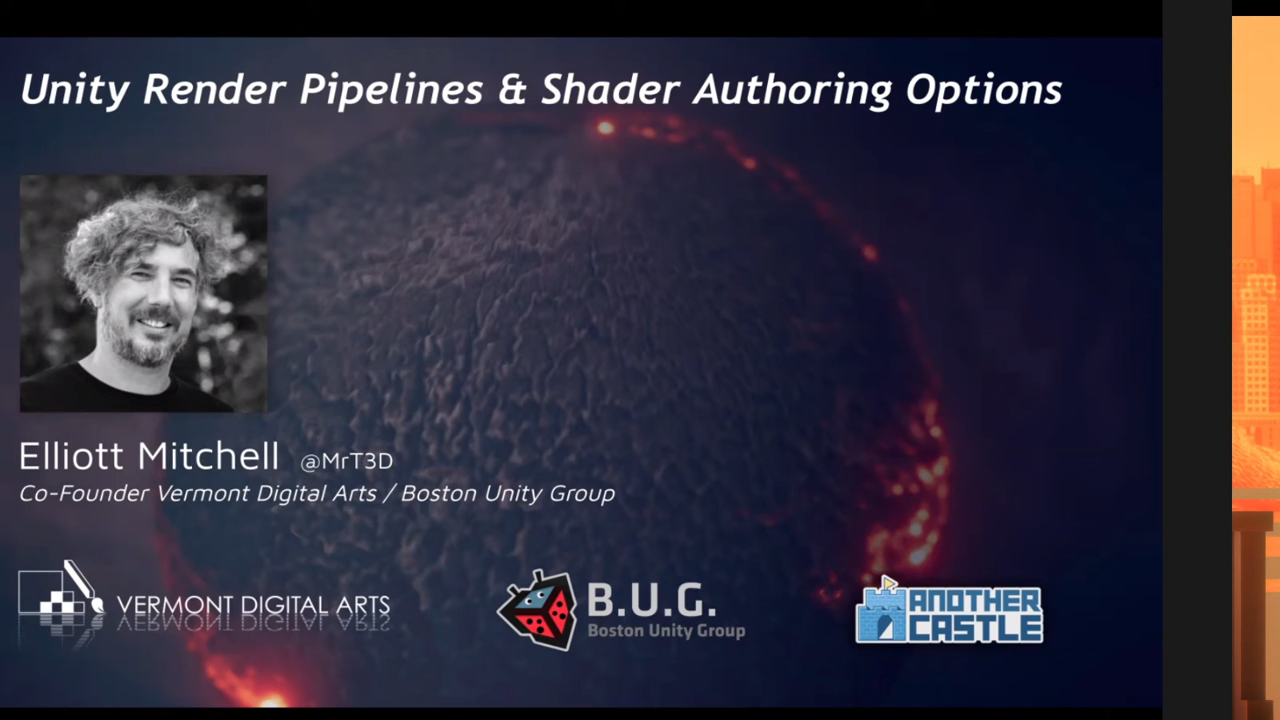 Unity Render Pipelines & Shader Authoring Options
Elliott Mitchell @MrT3D
Co-Founder Vermont Digital Arts / Boston Unity Group
VERMONT DIGITAL ARTS
B.U.G.
Boston Unity Group
ANOTHER
CASTLE